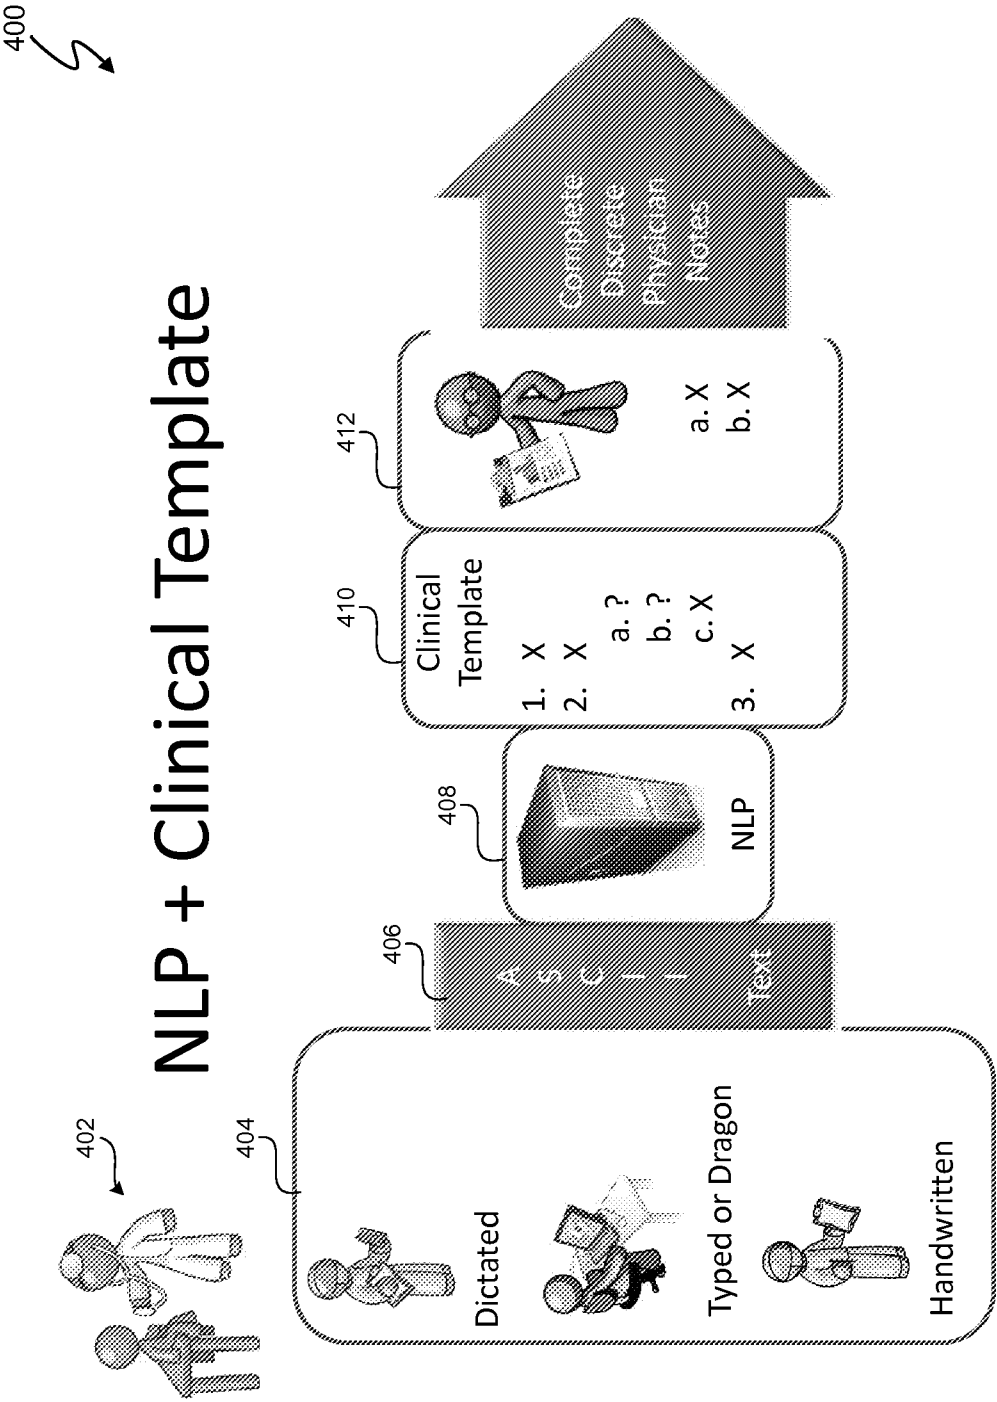 400
NLP + Clinical Template
402
404
Dictated
Typed or Dragon
Handwritten
406
A
S
C
I
I
Text
408
NLP
410
Clinical
Template
1. X
2. X
a. ?
b. ?
c. X
3. X
412
a. X
b. X
Complete
Discrete
Physician
Notes